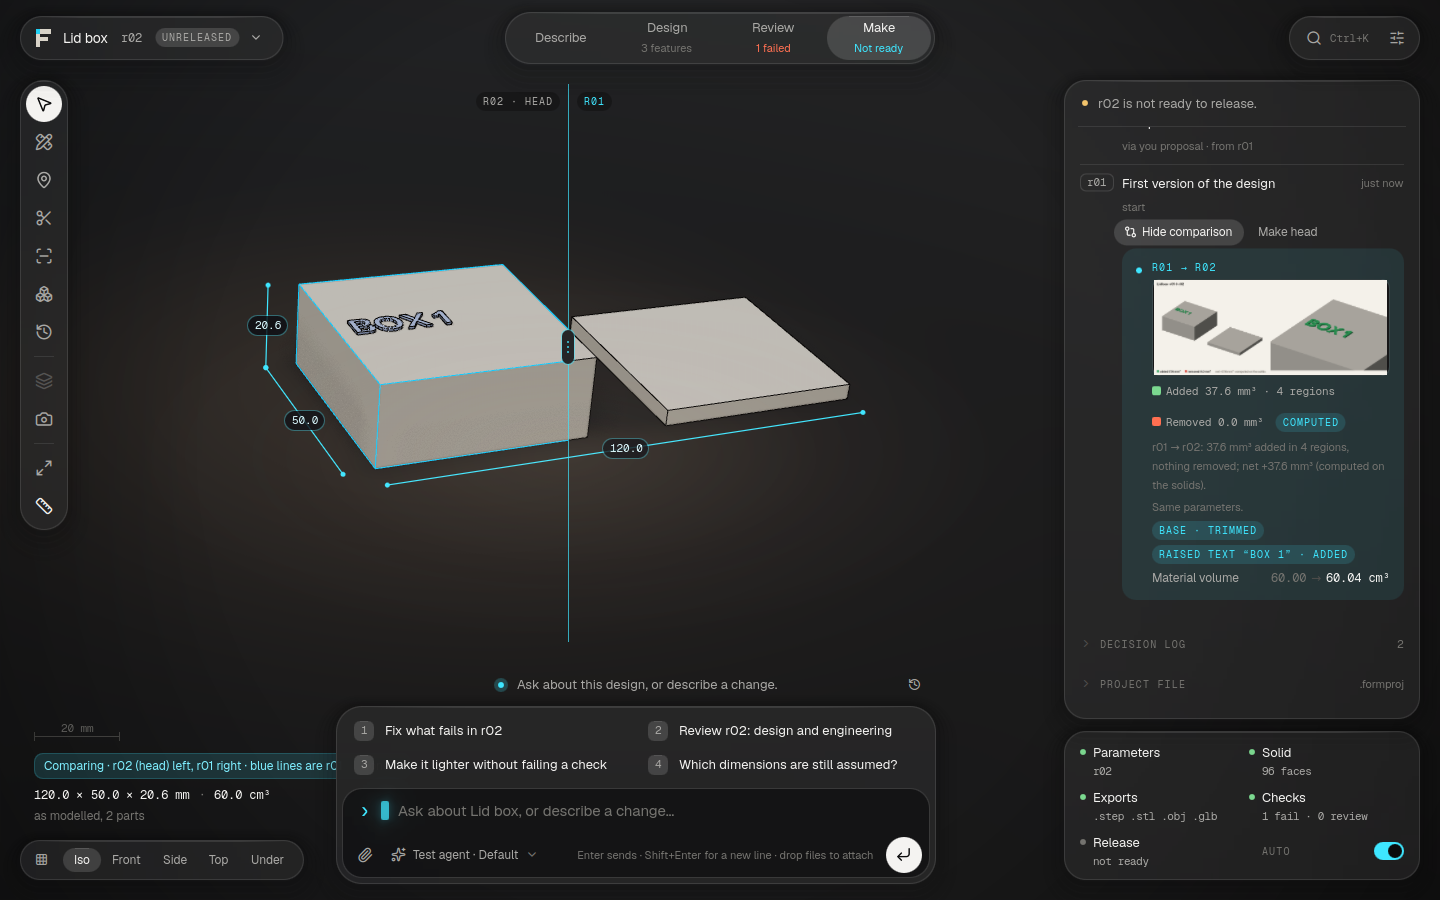 Lid box r02 UNRELEASED
Describe
Design
3 features
Review
1 failed
Make
Not ready
Ctrl+K
R02 · HEAD
R01
BOX 1
20.6
50.0
120.0
r02 is not ready to release.
via you proposal · from r01
r01 First version of the design just now
start
Hide comparison Make head
R01 → R02
BOX 1
BOX 1
Added 37.6 mm³ · 4 regions
Removed 0.0 mm³ COMPUTED
r01 → r02: 37.6 mm³ added in 4 regions,
nothing removed; net +37.6 mm³ (computed on
the solids).
Same parameters.
BASE · TRIMMED
RAISED TEXT “BOX 1” · ADDED
Material volume 60.00 → 60.04 cm³
DECISION LOG 2
PROJECT FILE .formproj
Ask about this design, or describe a change.
1 Fix what fails in r02
2 Review r02: design and engineering
3 Make it lighter without failing a check
4 Which dimensions are still assumed?
Ask about Lid box, or describe a change…
Test agent · Default
Enter sends · Shift+Enter for a new line · drop files to attach
20 mm
Comparing · r02 (head) left, r01 right · blue lines are
120.0 × 50.0 × 20.6 mm · 60.0 cm³
as modelled, 2 parts
Iso Front Side Top Under
Parameters
r02
Solid
96 faces
Exports
.step .stl .obj .glb
Checks
1 fail · 0 review
Release
not ready
AUTO